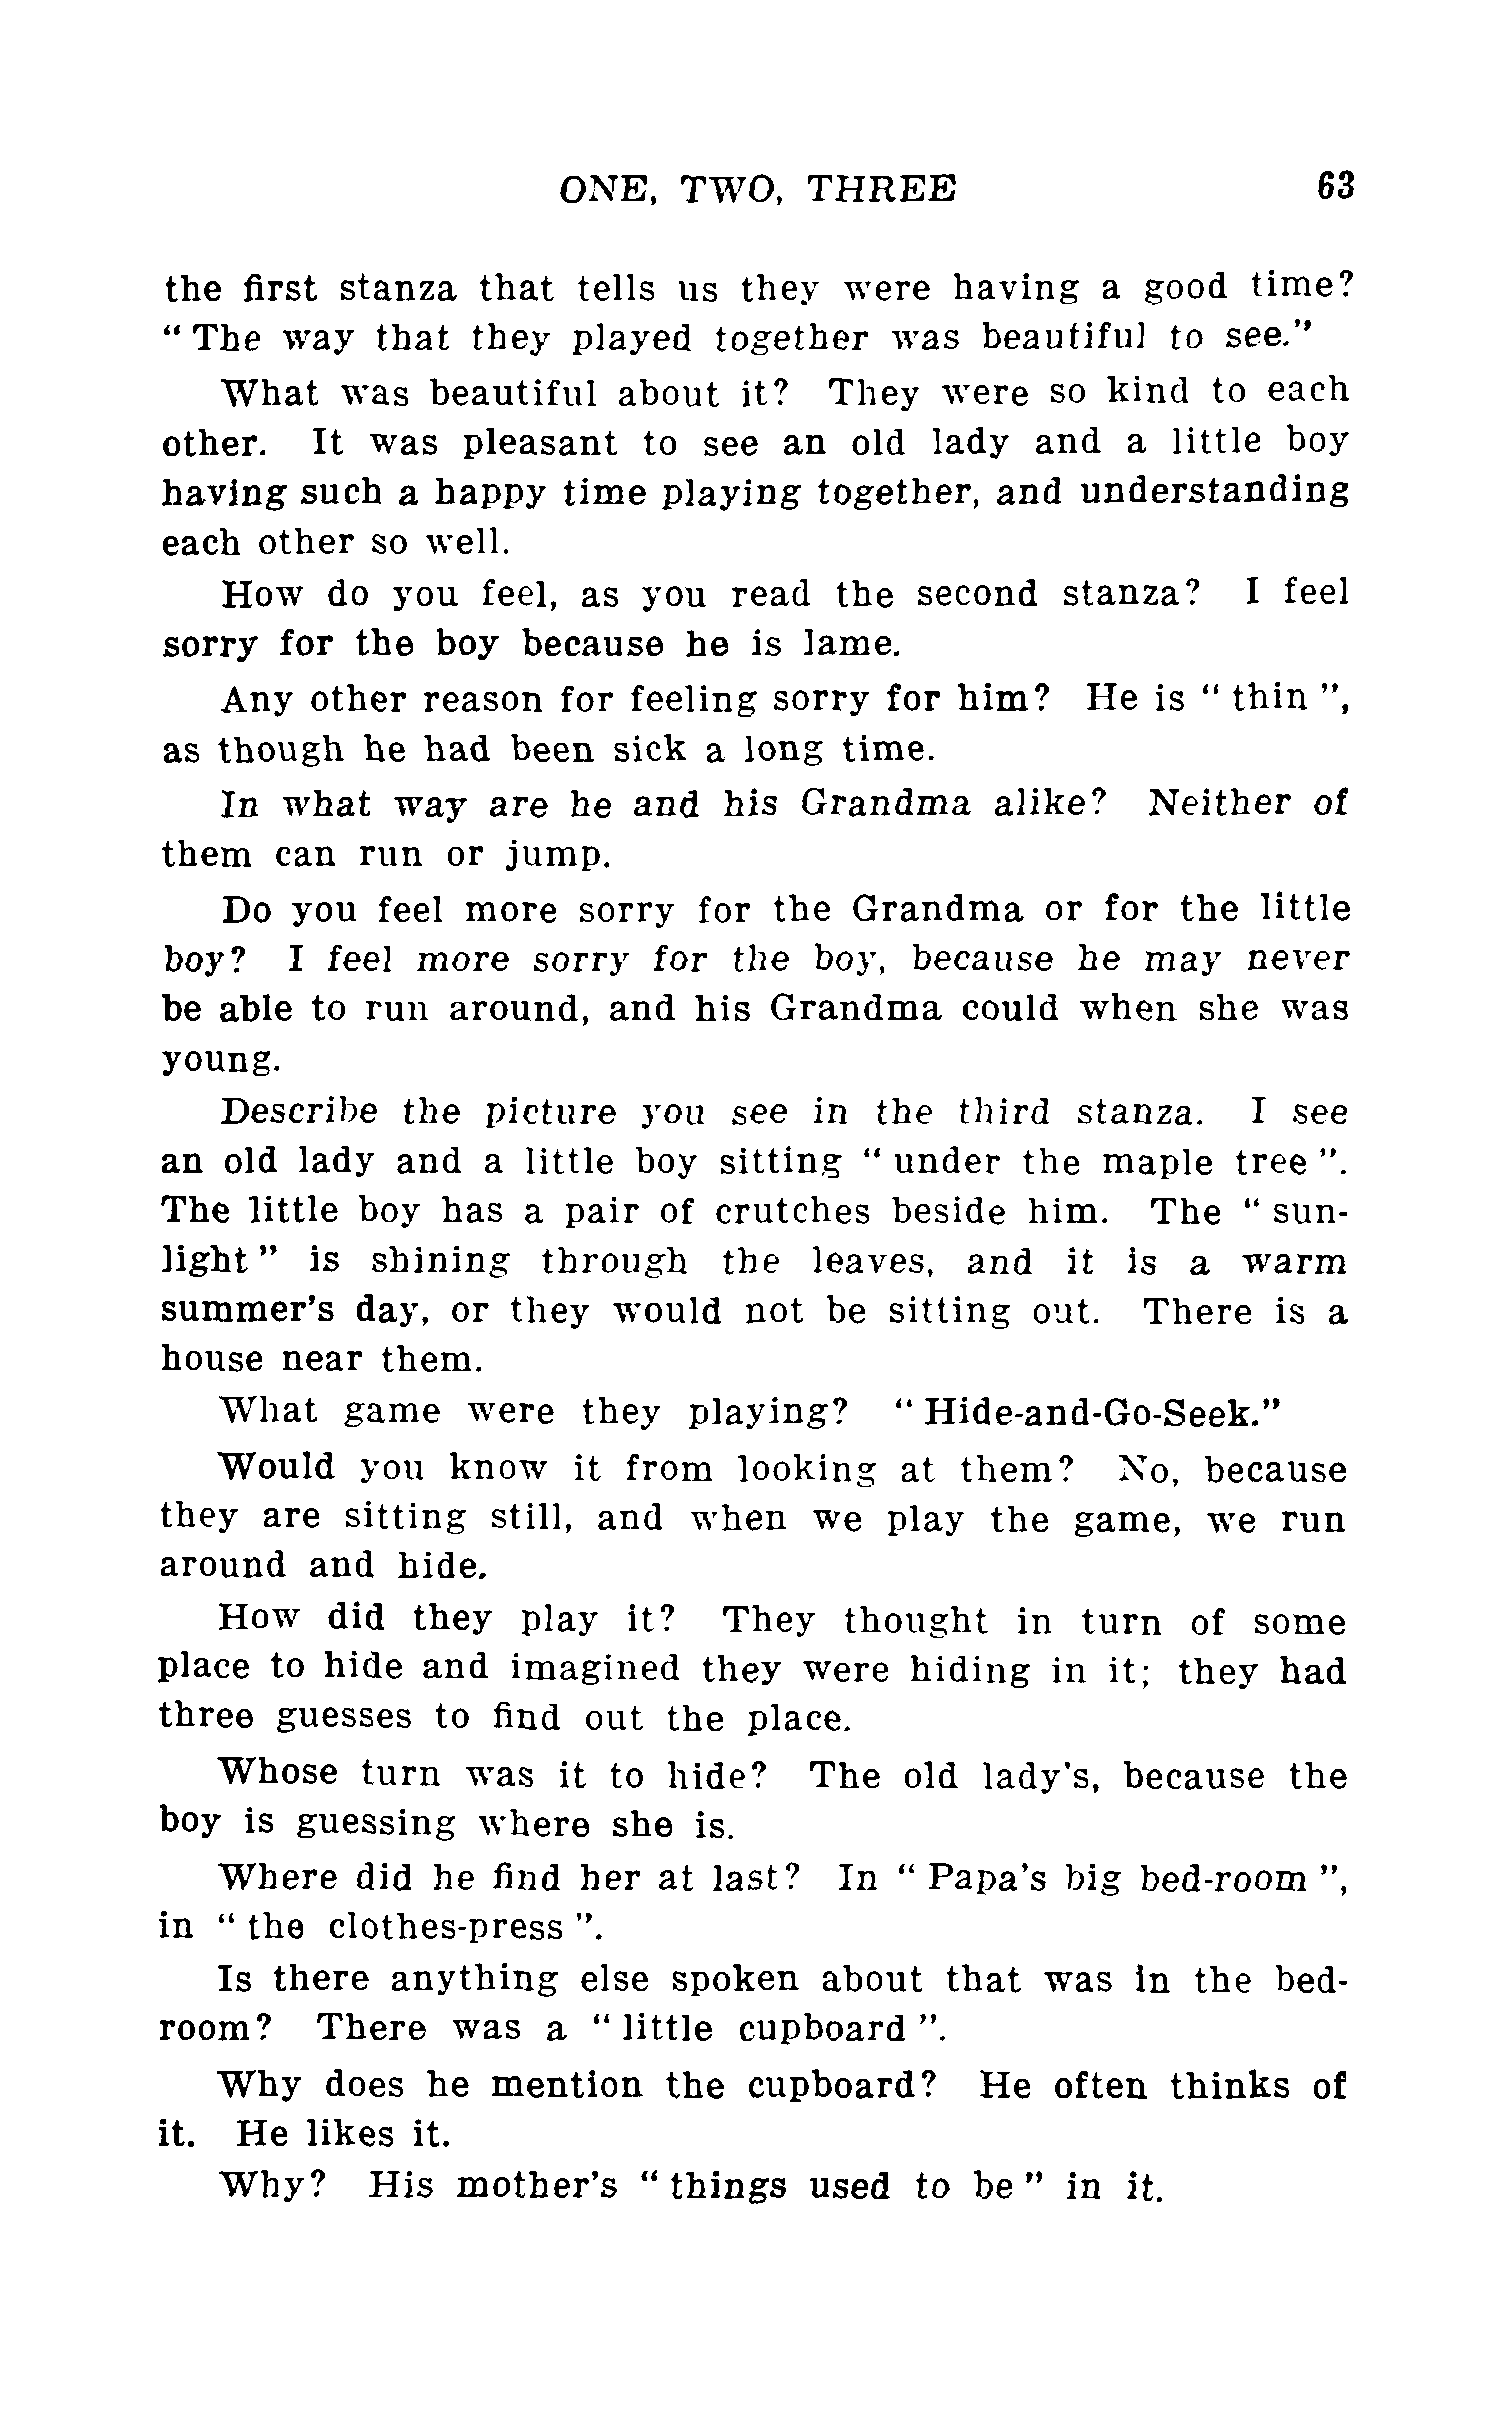 ONE, TWO, THREE 63
the first stanza that tells us they were having a good time?
" The way that they played together was beautiful to see."
What was beautiful about it? They were so kind to each
other. It was pleasant to see an old lady and a little boy
having such a happy time playing together, and understanding
each other so well.
How do you feel, as you read the second stanza? I feel
sorry for the boy because he is lame.
Any other reason for feeling sorry for him? He is " thin ",
as though he had been sick a long time.
In what way are he and his Grandma alike? Neither of
them can run or jump.
Do you feel more sorry for the Grandma or for the little
boy? I feel more sorry for the boy, because he may never
be able to run around, and his Grandma could when she was
young.
Describe the picture you see in the third stanza. I see
an old lady and a little boy sitting " under the maple tree ".
The little boy has a pair of crutches beside him. The " sun-
light " is shining through the leaves, and it is a warm
summer's day, or they would not be sitting out. There is a
house near them.
What game were they playing? " Hide-and-Go-Seek."
Would you know it from looking at them? No, because
they are sitting still, and when we play the game, we run
around and hide.
How did they play it? They thought in turn of some
place to hide and imagined they were hiding in it; they had
three guesses to find out the place.
Whose turn was it to hide? The old lady's, because the
boy is guessing where she is.
Where did he find her at last? In " Papa's big bed-room ",
in " the clothes-press ".
Is there anything else spoken about that was in the bed-
room? There was a " little cupboard ".
Why does he mention the cupboard? He often thinks of
it. He likes it.
Why? His mother's " things used to be " in it.